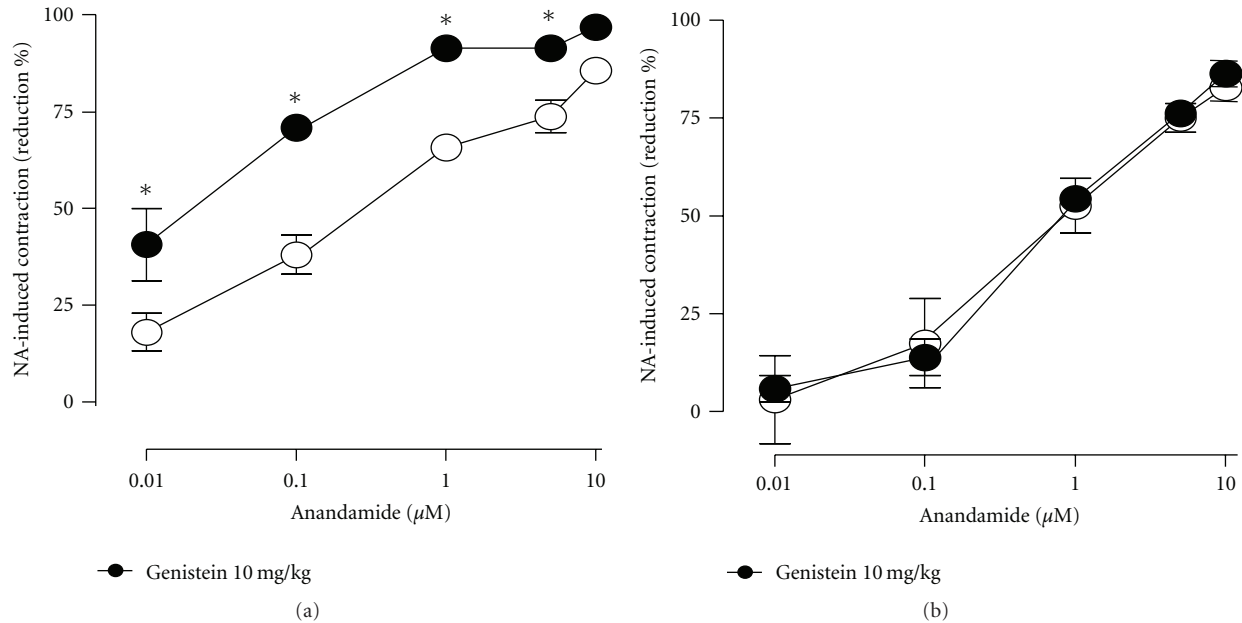 NA-induced contraction (reduction %)
100
75
50
25
0
*
*
*
*
0.01
0.1
1
10
Anandamide (µM)
Genistein 10 mg/kg
(a)
NA-induced contraction (reduction %)
100
75
50
25
0
0.01
0.1
1
10
Anandamide (µM)
Genistein 10 mg/kg
(b)